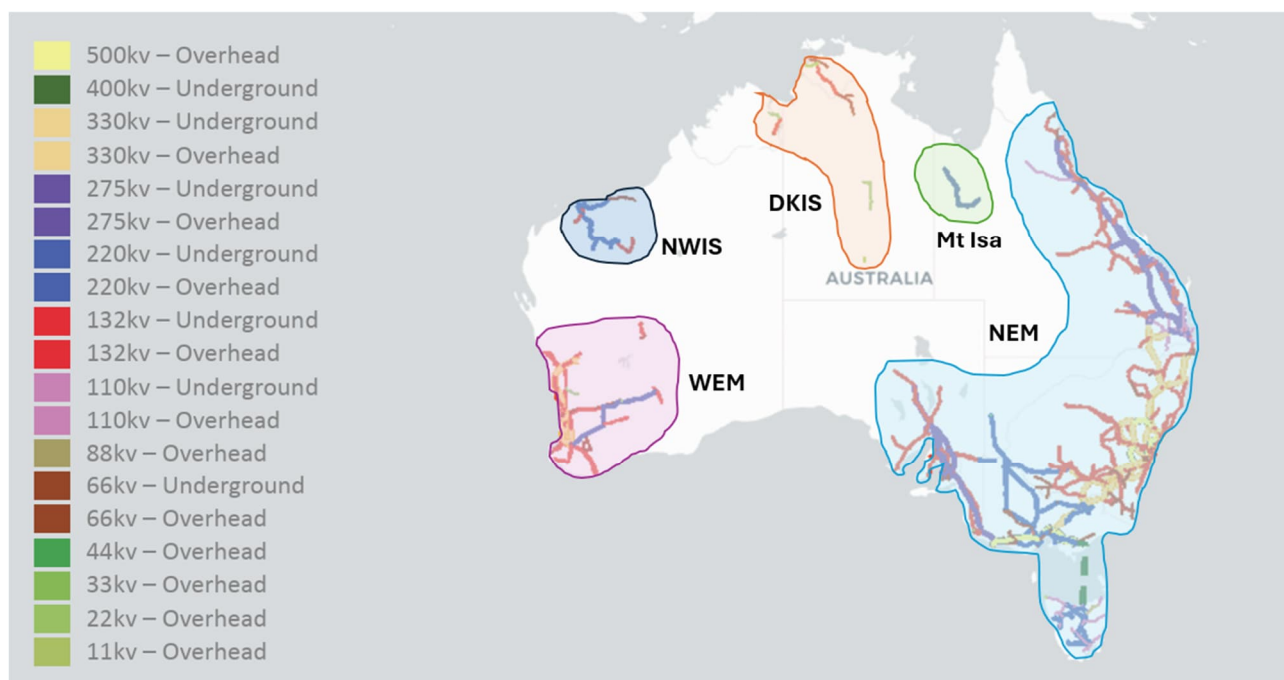 500kv – Overhead
400kv – Underground
330kv – Underground
330kv – Overhead
275kv – Underground
275kv – Overhead
220kv – Underground
220kv – Overhead
132kv – Underground
132kv – Overhead
110kv – Underground
110kv – Overhead
88kv – Overhead
66kv – Underground
66kv – Overhead
44kv – Overhead
33kv – Overhead
22kv – Overhead
11kv – Overhead
DKIS
Mt Isa
NWIS
AUSTRALIA
NEM
WEM